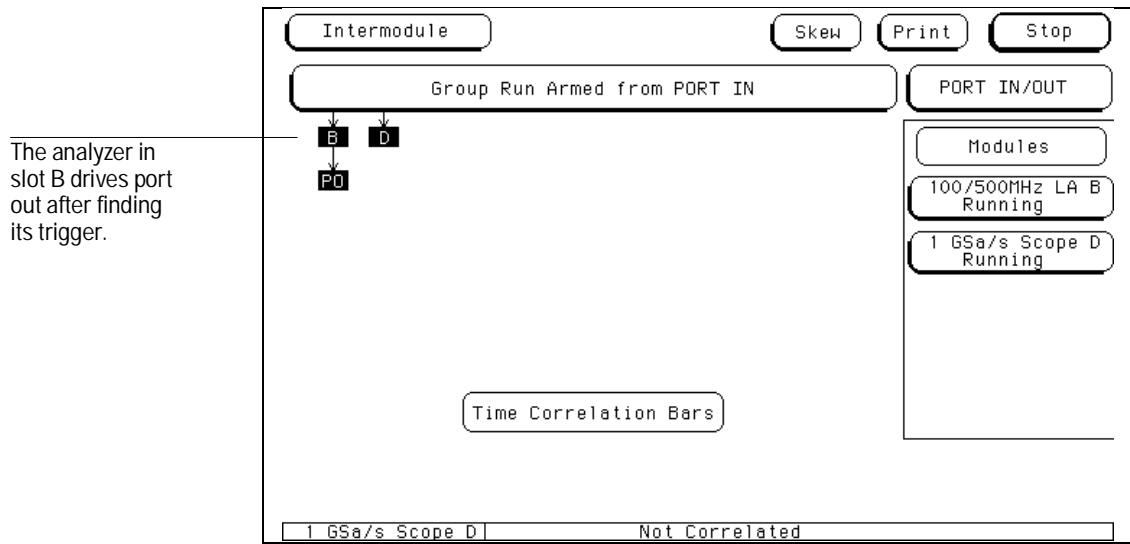 Intermodule
Skew
Print
Stop
Group Run Armed from PORT IN
PORT IN/OUT
B
D
PO
The analyzer in
slot B drives port
out after finding
its trigger.
Modules
100/500MHz LA B
Running
1 GSa/s Scope D
Running
Time Correlation Bars
1 GSa/s Scope D
Not Correlated